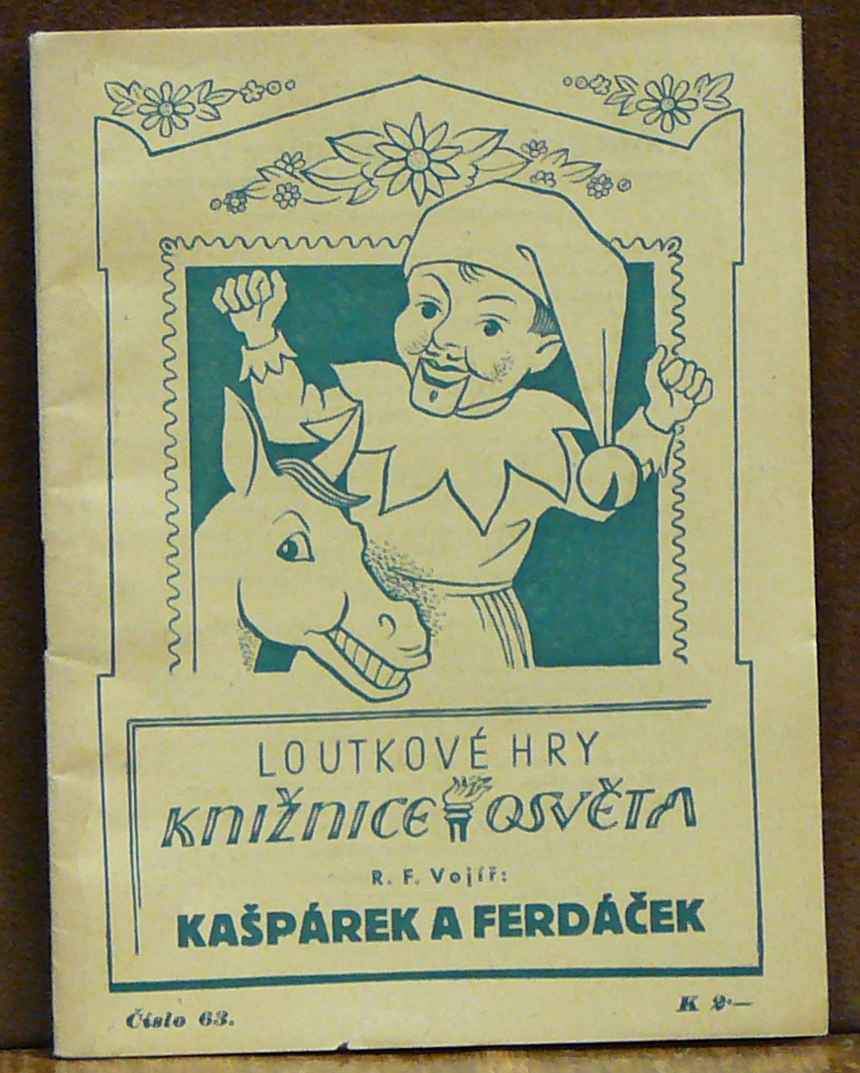 LOUTKOVÉ HRY
KNIŽNICE OSVĚTA
R. F. Vojíř:
KAŠPÁREK A FERDÁČEK
Číslo 63.
K 2·—